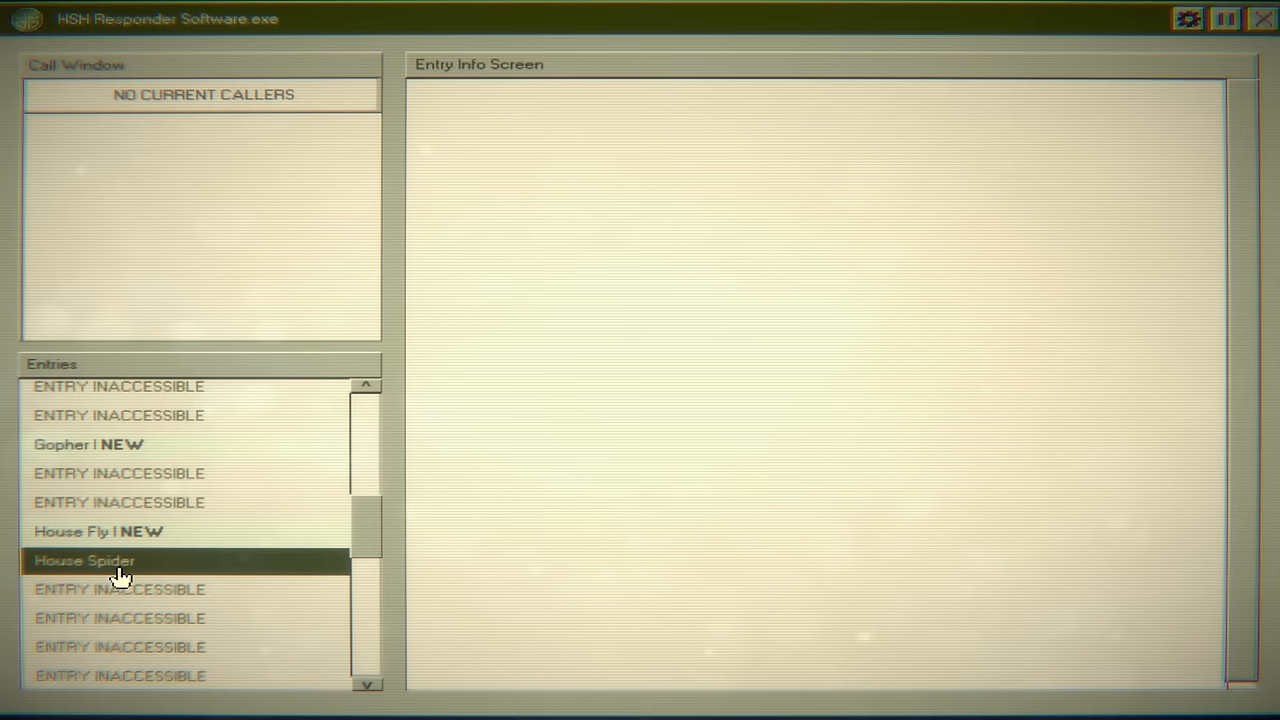 HSH Responder Software.exe
Call Window
NO CURRENT CALLERS
Entry Info Screen
Entries
ENTRY INACCESSIBLE
ENTRY INACCESSIBLE
Gopher | NEW
ENTRY INACCESSIBLE
ENTRY INACCESSIBLE
House Fly | NEW
House Spider
ENTRY INACCESSIBLE
ENTRY INACCESSIBLE
ENTRY INACCESSIBLE
ENTRY INACCESSIBLE